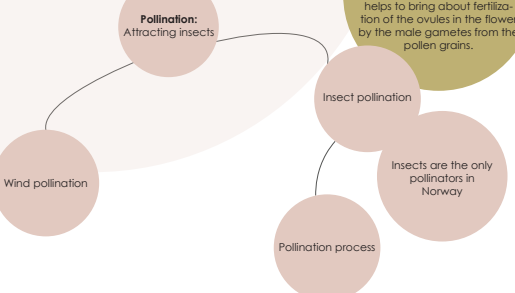 helps to bring about fertiliza-
tion of the ovules in the flower
by the male gametes from the
pollen grains.
Pollination:
Attracting insects
Insect pollination
Insects are the only
pollinators in
Norway
Wind pollination
Pollination process